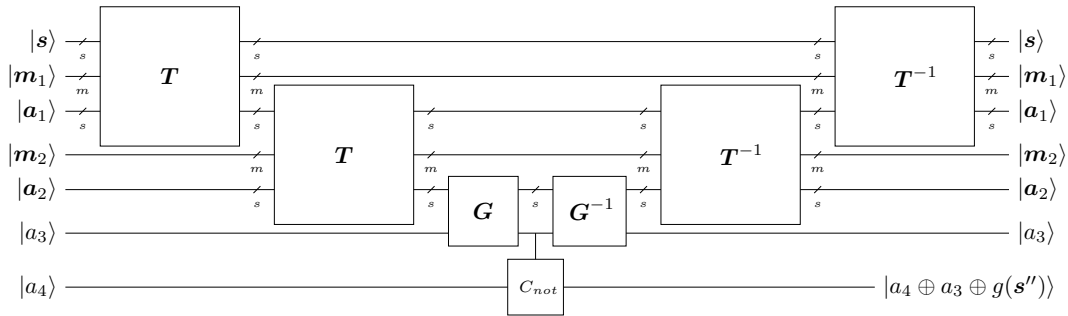 |s⟩ s T s s T⁻¹ s |s⟩
|m₁⟩ m m m m |m₁⟩
|a₁⟩ s s T s s T⁻¹ s s |a₁⟩
|m₂⟩ m m m m |m₂⟩
|a₂⟩ s s G s G⁻¹ s s |a₂⟩
|a₃⟩ |a₃⟩
|a₄⟩ C_not |a₄ ⊕ a₃ ⊕ g(s″)⟩